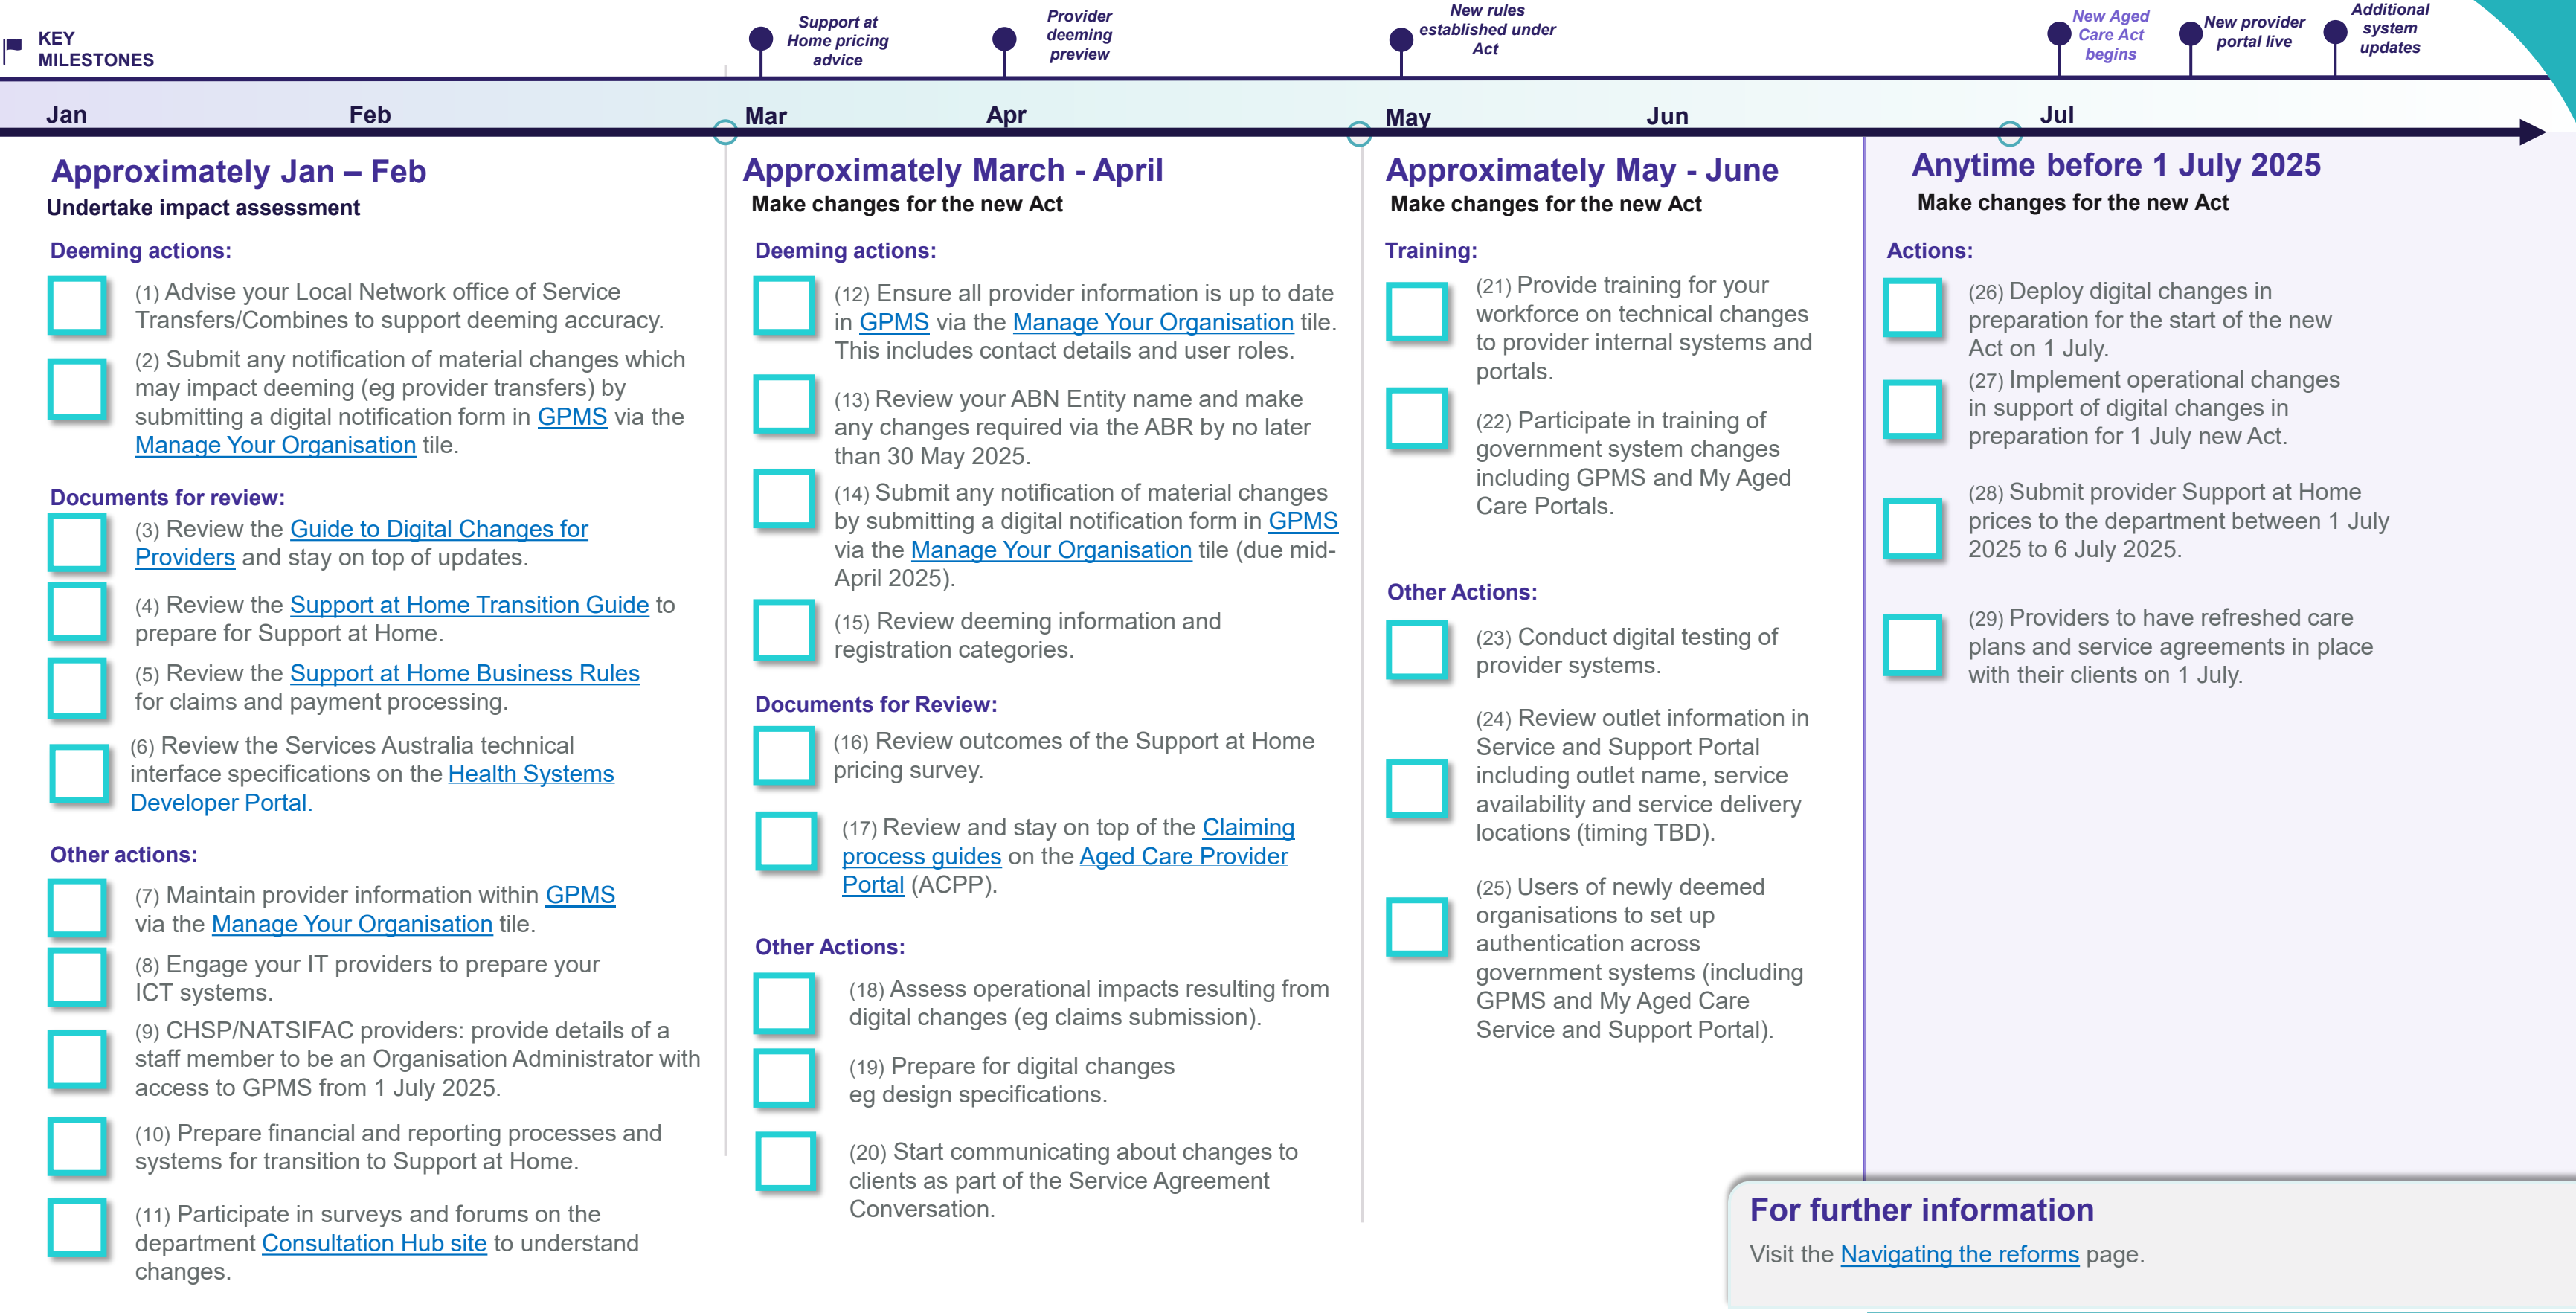 KEY
MILESTONES
Support at
Home pricing
advice
Provider
deeming
preview
New rules
established under
Act
New Aged
Care Act
begins
New provider
portal live
Additional
system
updates
Jan
Feb
Mar
Apr
May
Jun
Jul
Approximately Jan – Feb
Undertake impact assessment
Deeming actions:
(1) Advise your Local Network office of Service
Transfers/Combines to support deeming accuracy.
(2) Submit any notification of material changes which
may impact deeming (eg provider transfers) by
submitting a digital notification form in GPMS via the
Manage Your Organisation tile.
Documents for review:
(3) Review the Guide to Digital Changes for
Providers and stay on top of updates.
(4) Review the Support at Home Transition Guide to
prepare for Support at Home.
(5) Review the Support at Home Business Rules
for claims and payment processing.
(6) Review the Services Australia technical
interface specifications on the Health Systems
Developer Portal.
Other actions:
(7) Maintain provider information within GPMS
via the Manage Your Organisation tile.
(8) Engage your IT providers to prepare your
ICT systems.
(9) CHSP/NATSIFAC providers: provide details of a
staff member to be an Organisation Administrator with
access to GPMS from 1 July 2025.
(10) Prepare financial and reporting processes and
systems for transition to Support at Home.
(11) Participate in surveys and forums on the
department Consultation Hub site to understand
changes.
Approximately March - April
Make changes for the new Act
Deeming actions:
(12) Ensure all provider information is up to date
in GPMS via the Manage Your Organisation tile.
This includes contact details and user roles.
(13) Review your ABN Entity name and make
any changes required via the ABR by no later
than 30 May 2025.
(14) Submit any notification of material changes
by submitting a digital notification form in GPMS
via the Manage Your Organisation tile (due mid-
April 2025).
(15) Review deeming information and
registration categories.
Documents for Review:
(16) Review outcomes of the Support at Home
pricing survey.
(17) Review and stay on top of the Claiming
process guides on the Aged Care Provider
Portal (ACPP).
Other Actions:
(18) Assess operational impacts resulting from
digital changes (eg claims submission).
(19) Prepare for digital changes
eg design specifications.
(20) Start communicating about changes to
clients as part of the Service Agreement
Conversation.
Approximately May - June
Make changes for the new Act
Training:
(21) Provide training for your
workforce on technical changes
to provider internal systems and
portals.
(22) Participate in training of
government system changes
including GPMS and My Aged
Care Portals.
Other Actions:
(23) Conduct digital testing of
provider systems.
(24) Review outlet information in
Service and Support Portal
including outlet name, service
availability and service delivery
locations (timing TBD).
(25) Users of newly deemed
organisations to set up
authentication across
government systems (including
GPMS and My Aged Care
Service and Support Portal).
Anytime before 1 July 2025
Make changes for the new Act
Actions:
(26) Deploy digital changes in
preparation for the start of the new
Act on 1 July.
(27) Implement operational changes
in support of digital changes in
preparation for 1 July new Act.
(28) Submit provider Support at Home
prices to the department between 1 July
2025 to 6 July 2025.
(29) Providers to have refreshed care
plans and service agreements in place
with their clients on 1 July.
For further information
Visit the Navigating the reforms page.